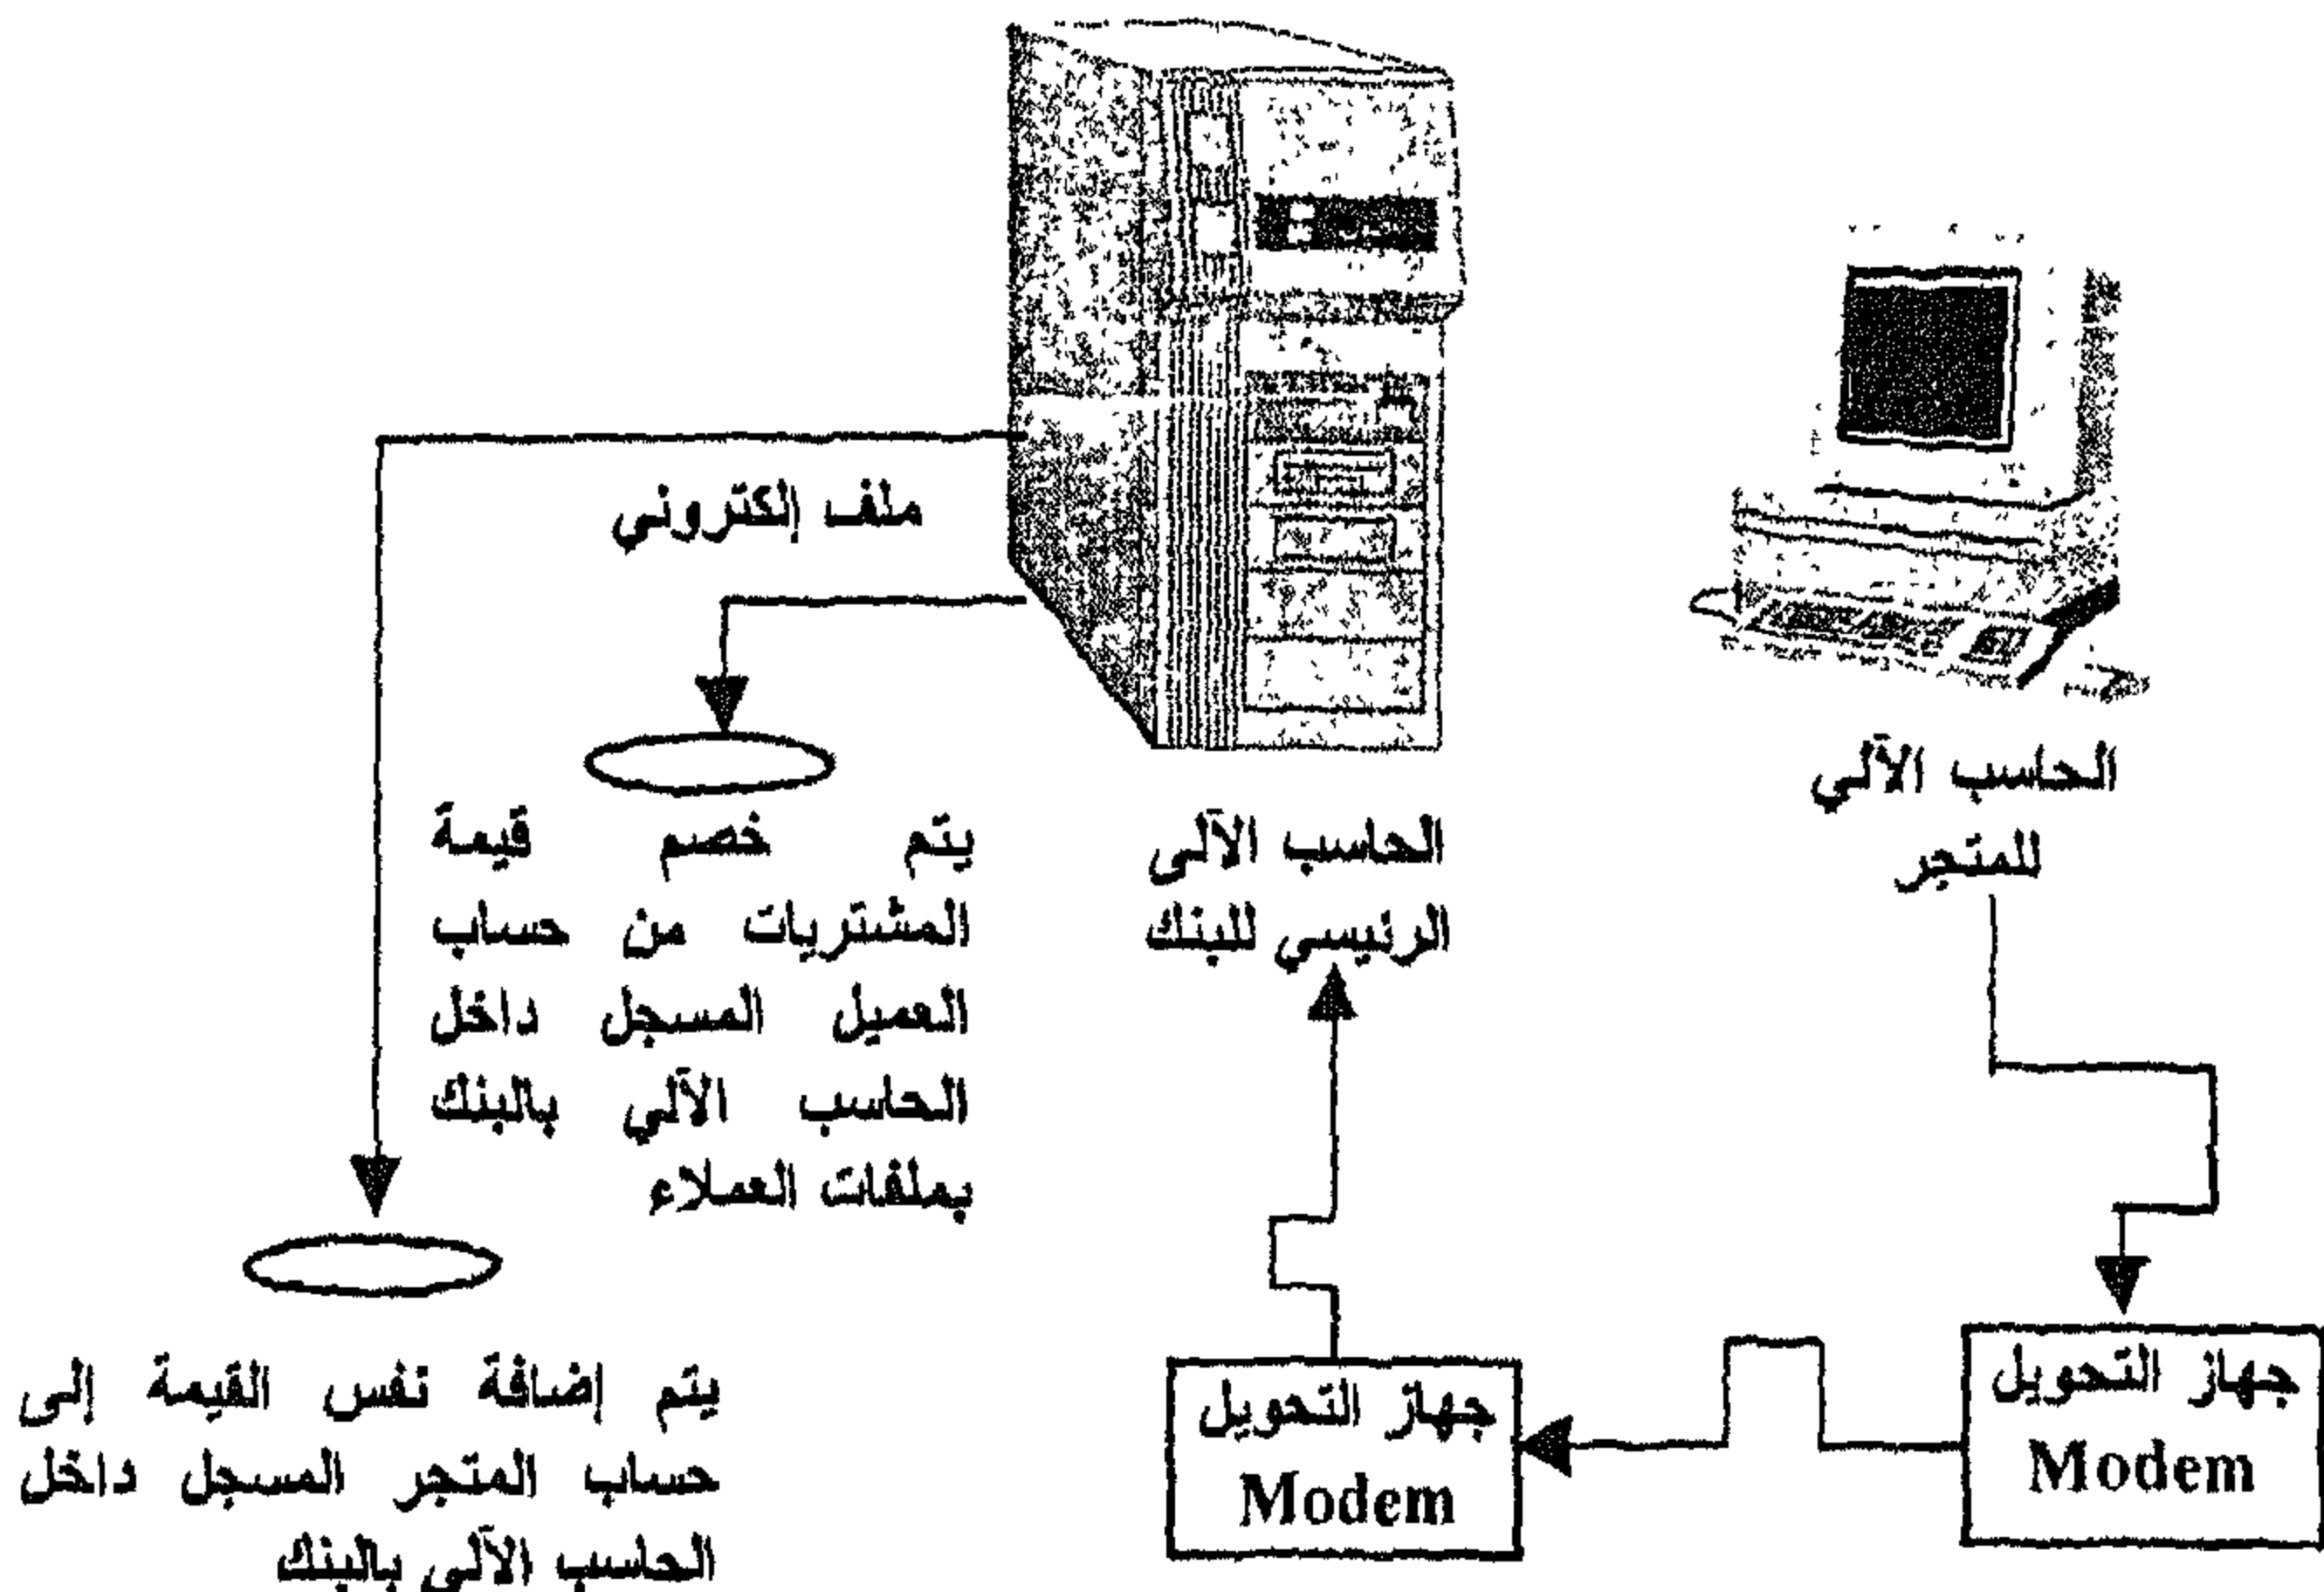 ملف إلكتروني
الحاسب الآلي
للمتجر
الحاسب الآلى
الرئيسي للبنك
يتم خصم قيمة
المشتريات من حساب
العميل المسجل داخل
الحاسب الآلي بالبنك
بملفات العملاء
جهاز التحويل
Modem
جهاز التحويل
Modem
يتم إضافة نفس القيمة إلى
حساب المتجر المسجل داخل
الحاسب الآلي بالبنك